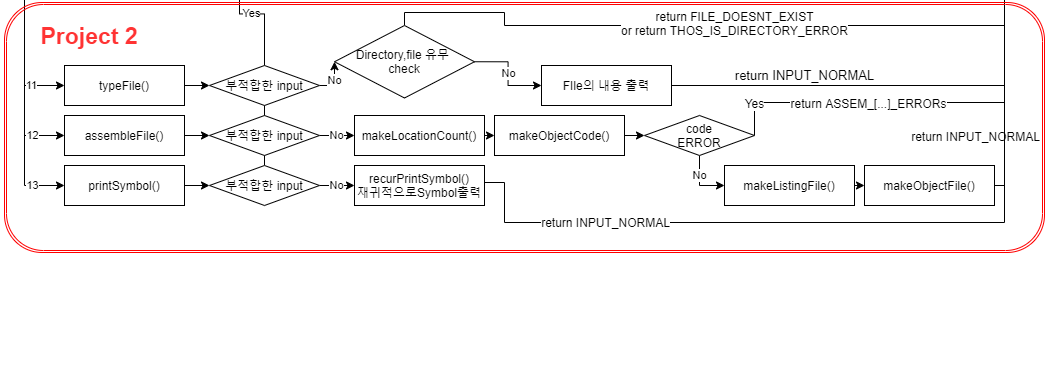 Yes
return FILE_DOESNT_EXIST
or return THOS_IS_DIRECTORY_ERROR
Project 2
Directory,file 유무
check
11
typeFile()
부적합한 input
No
No
FIle의 내용 출력
return INPUT_NORMAL
Yes
return ASSEM_[...]_ERRORs
12
assembleFile()
부적합한 input
No
makeLocationCount()
makeObjectCode()
code
ERROR
return INPUT_NORMAL
No
13
printSymbol()
부적합한 input
No
recurPrintSymbol()
재귀적으로Symbol출력
makeListingFile()
makeObjectFile()
return INPUT_NORMAL